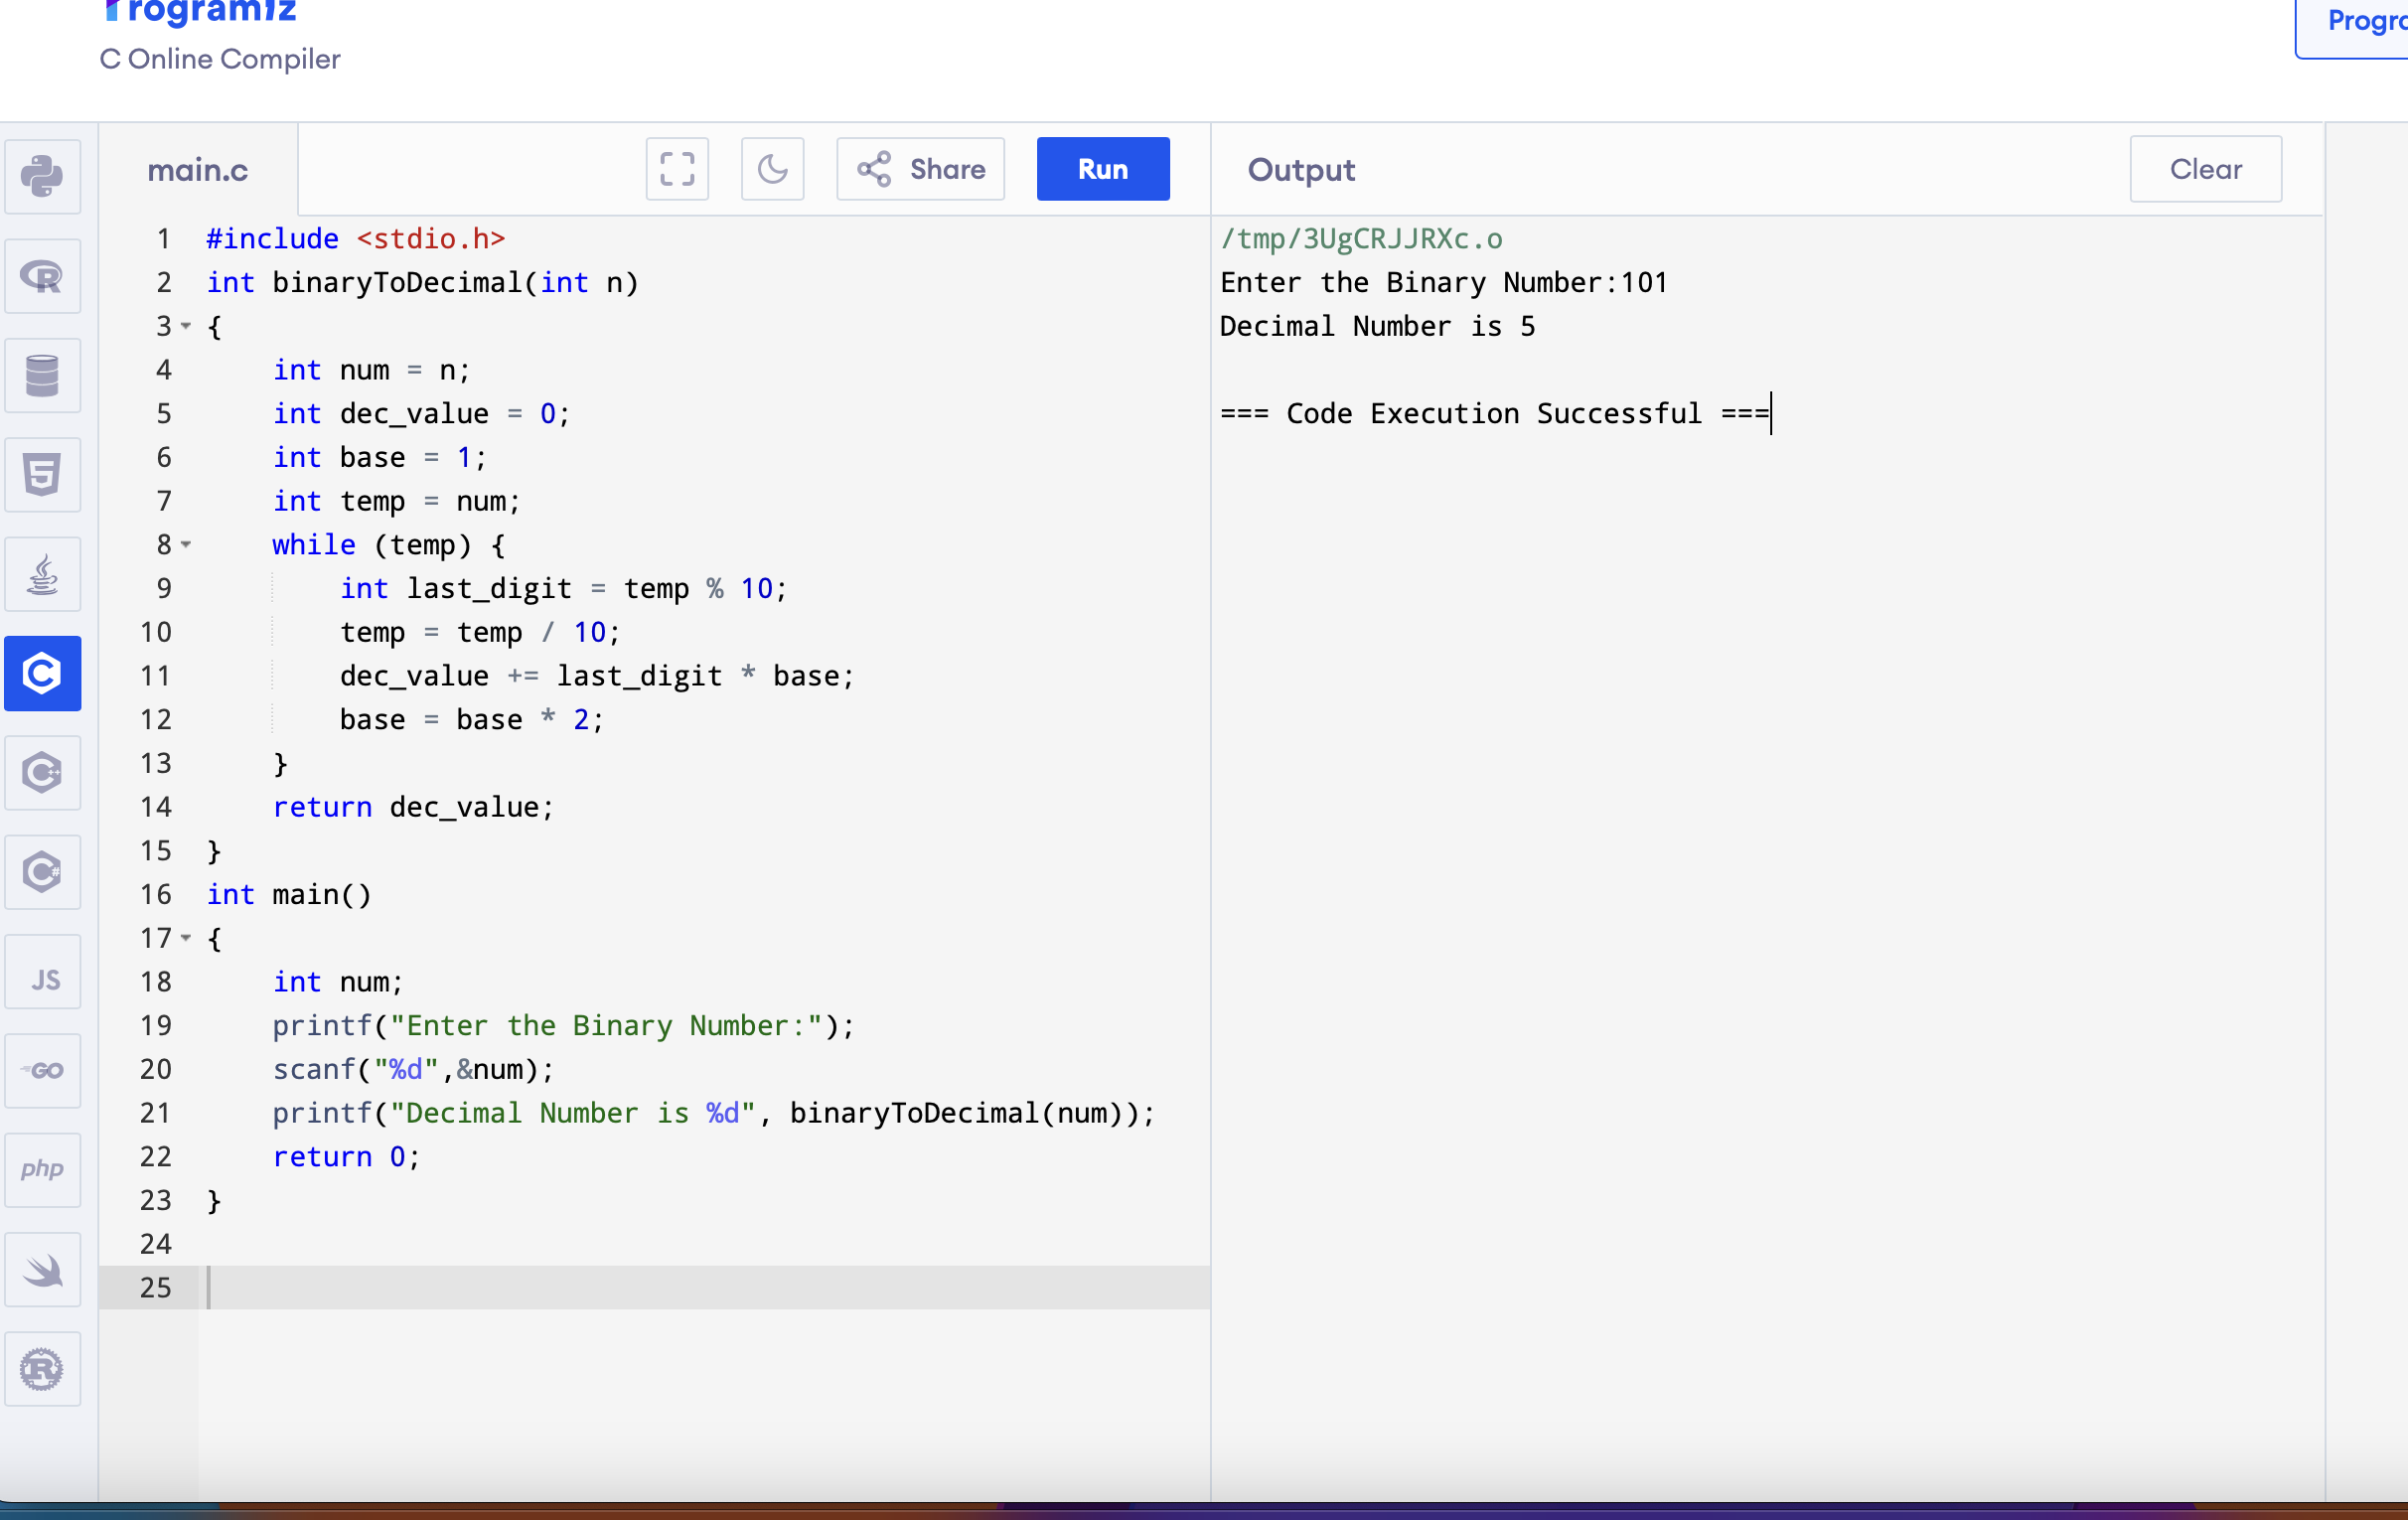 Programiz
C Online Compiler
main.c
Share
Run
Output
Clear
1 #include <stdio.h>
2 int binaryToDecimal(int n)
3 {
4     int num = n;
5     int dec_value = 0;
6     int base = 1;
7     int temp = num;
8     while (temp) {
9         int last_digit = temp % 10;
10         temp = temp / 10;
11         dec_value += last_digit * base;
12         base = base * 2;
13     }
14     return dec_value;
15 }
16 int main()
17 {
18     int num;
19     printf("Enter the Binary Number:");
20     scanf("%d",&num);
21     printf("Decimal Number is %d", binaryToDecimal(num));
22     return 0;
23 }
24
25
/tmp/3UgCRJJRXc.o
Enter the Binary Number:101
Decimal Number is 5
=== Code Execution Successful ===
R
5
C
C++
C#
JS
GO
php
R